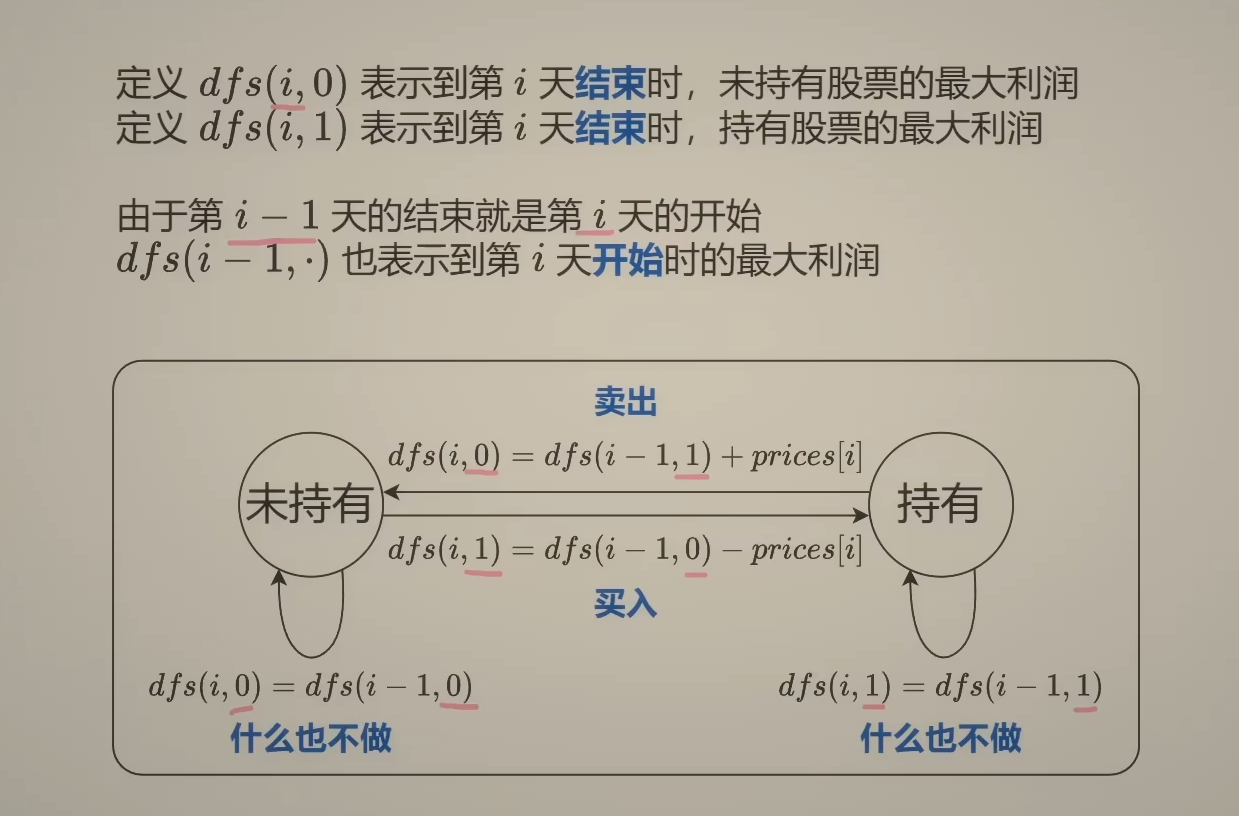 定义 dfs(i, 0) 表示到第 i 天结束时，未持有股票的最大利润
定义 dfs(i, 1) 表示到第 i 天结束时，持有股票的最大利润
由于第 i − 1 天的结束就是第 i 天的开始
dfs(i − 1, ·) 也表示到第 i 天开始时的最大利润
卖出
dfs(i, 0) = dfs(i − 1, 1) + prices[i]
未持有
持有
dfs(i, 1) = dfs(i − 1, 0) − prices[i]
买入
dfs(i, 0) = dfs(i − 1, 0)
dfs(i, 1) = dfs(i − 1, 1)
什么也不做
什么也不做